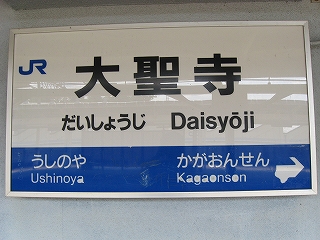 JR
大聖寺
だいしょうじ Daisyōji
うしのや かがおんせん
Ushinoya Kagaonson